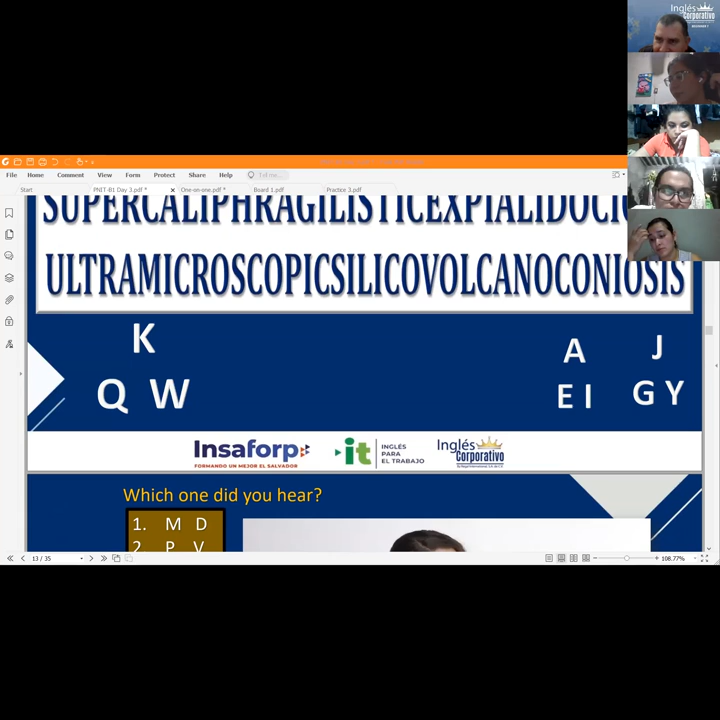 Inglés
Corporativo
File Home Comment View Form Protect Share Help Tell me...
Start PNIT-B1 Day 3.pdf * One-on-one.pdf * Board 1.pdf Practice 3.pdf
SUPERCALIPHRAGILISTICEXPIALIDOCIO
ULTRAMICROSCOPICSILICOVOLCANOCONIOSIS
K
A J
Q W
E I G Y
Insaforp
FORMANDO UN MEJOR EL SALVADOR
it
INGLÉS
PARA
EL TRABAJO
Inglés
Corporativo
Which one did you hear?
1. M D
2 P V
13 / 35
108.77%